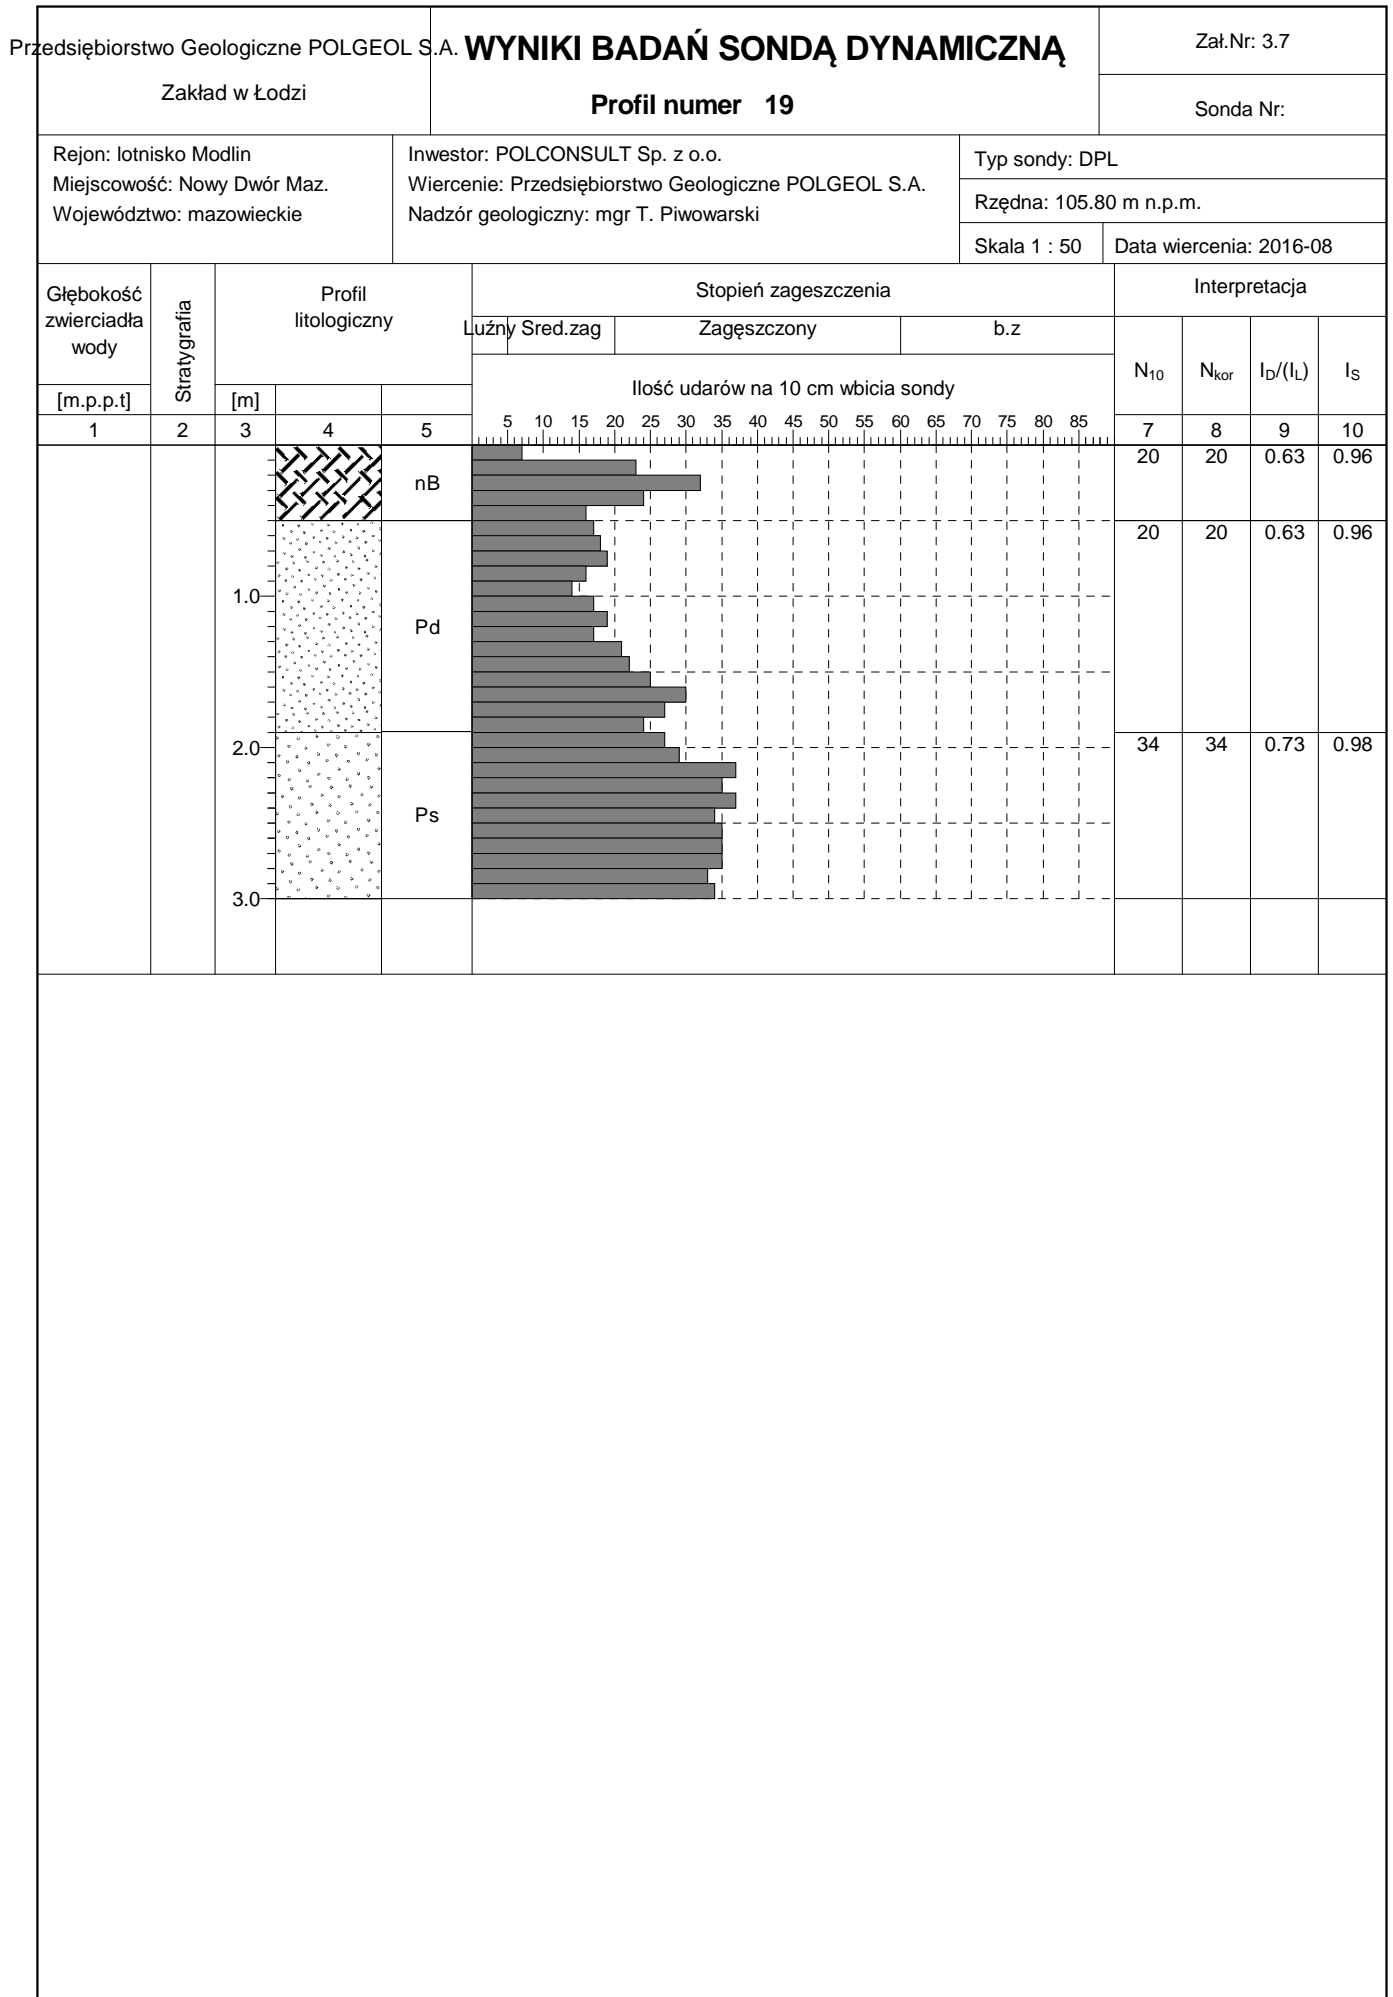 Przedsiębiorstwo Geologiczne POLGEOL S.A.
Zakład w Łodzi
WYNIKI BADAŃ SONDĄ DYNAMICZNĄ
Profil numer 19
Zał.Nr: 3.7
Sonda Nr:
Rejon: lotnisko Modlin
Miejscowość: Nowy Dwór Maz.
Województwo: mazowieckie
Inwestor: POLCONSULT Sp. z o.o.
Wiercenie: Przedsiębiorstwo Geologiczne POLGEOL S.A.
Nadzór geologiczny: mgr T. Piwowarski
Typ sondy: DPL
Rzędna: 105.80 m n.p.m.
Skala 1 : 50
Data wiercenia: 2016-08
Głębokość
zwierciadła
wody
[m.p.p.t]
Stratygrafia
Profil
litologiczny
[m]
Stopień zageszczenia
Luźny Sred.zag Zagęszczony b.z
Ilość udarów na 10 cm wbicia sondy
5 10 15 20 25 30 35 40 45 50 55 60 65 70 75 80 85
Interpretacja
N10 Nkor ID/(IL) IS
1 2 3 4 5 7 8 9 10
nB
20 20 0.63 0.96
20 20 0.63 0.96
1.0
Pd
2.0
34 34 0.73 0.98
Ps
3.0